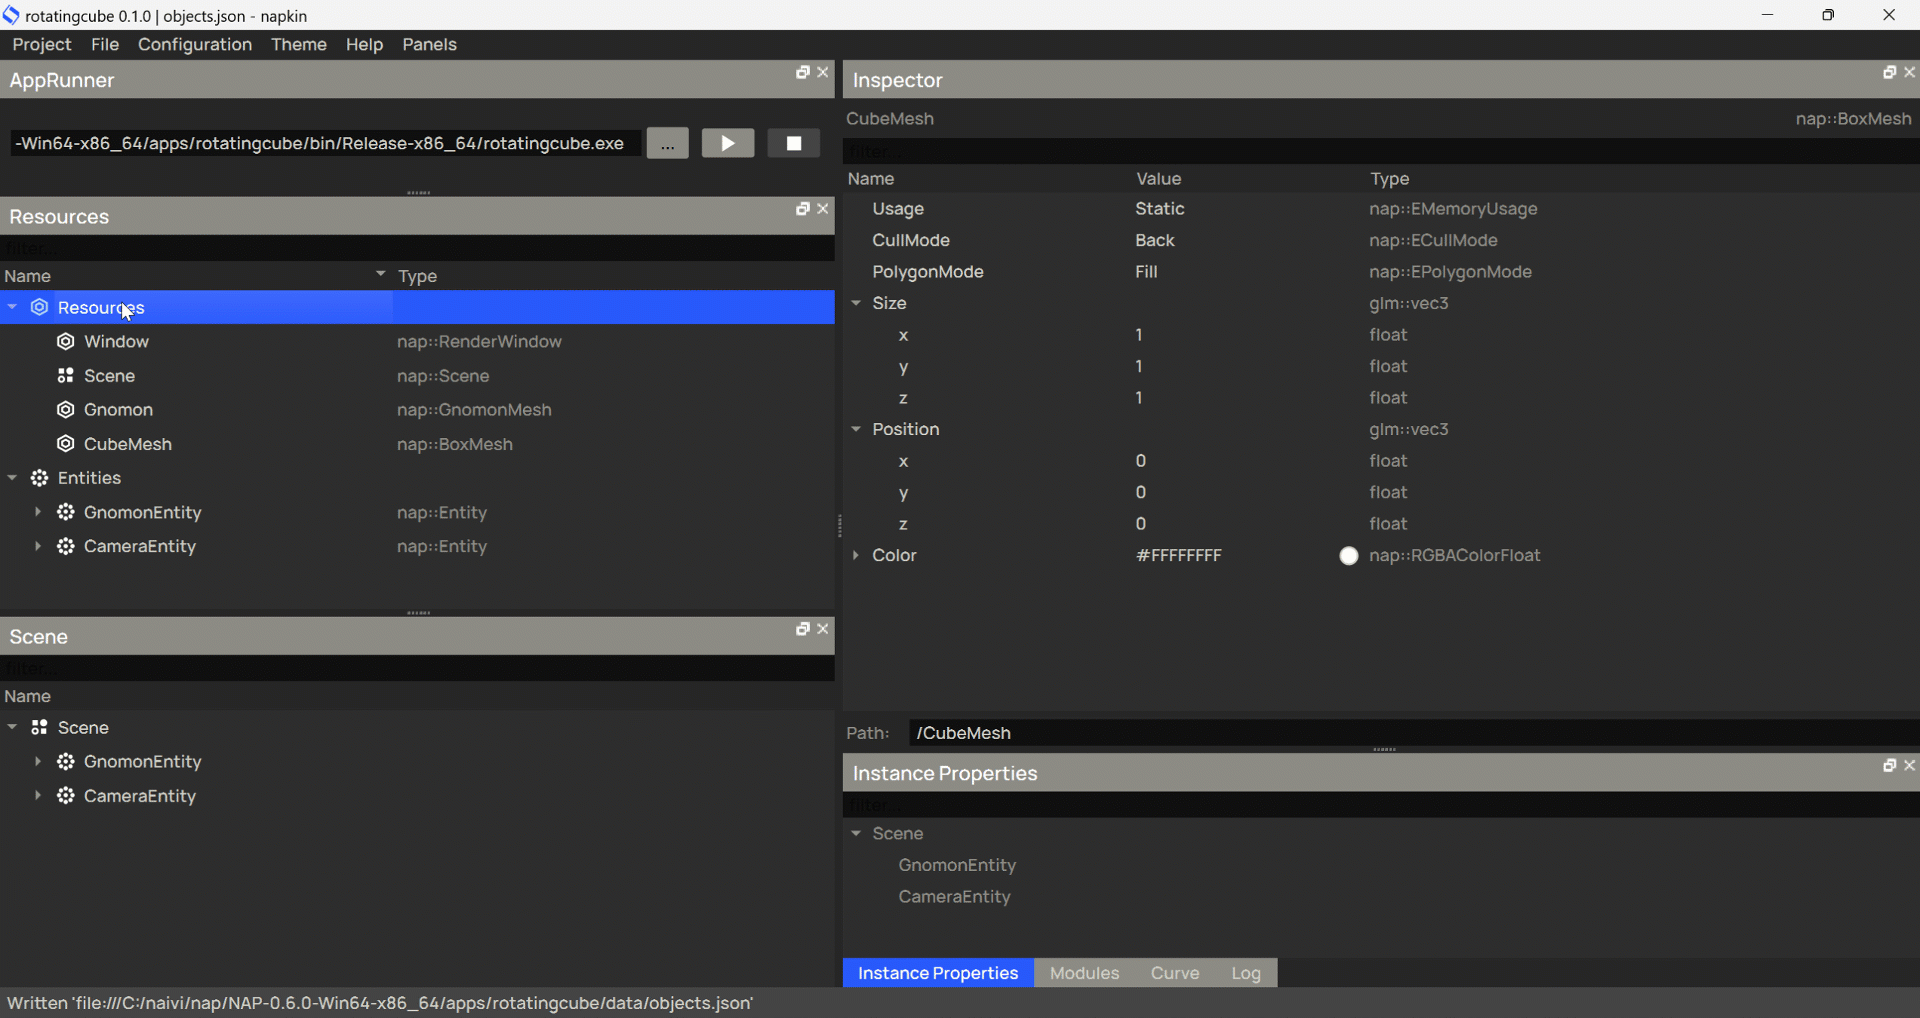 rotatingcube 0.1.0 | objects.json - napkin
Project File Configuration Theme Help Panels
AppRunner
-Win64-x86_64/apps/rotatingcube/bin/Release-x86_64/rotatingcube.exe ...
Resources
filter...
Name Type
Resources
Window nap::RenderWindow
Scene nap::Scene
Gnomon nap::GnomonMesh
CubeMesh nap::BoxMesh
Entities
GnomonEntity nap::Entity
CameraEntity nap::Entity
Scene
filter...
Name
Scene
GnomonEntity
CameraEntity
Inspector
CubeMesh nap::BoxMesh
filter...
Name Value Type
Usage Static nap::EMemoryUsage
CullMode Back nap::ECullMode
PolygonMode Fill nap::EPolygonMode
Size glm::vec3
x 1 float
y 1 float
z 1 float
Position glm::vec3
x 0 float
y 0 float
z 0 float
Color #FFFFFFFF nap::RGBAColorFloat
Path: /CubeMesh
Instance Properties
filter...
Scene
GnomonEntity
CameraEntity
Instance Properties Modules Curve Log
Written 'file:///C:/naivi/nap/NAP-0.6.0-Win64-x86_64/apps/rotatingcube/data/objects.json'